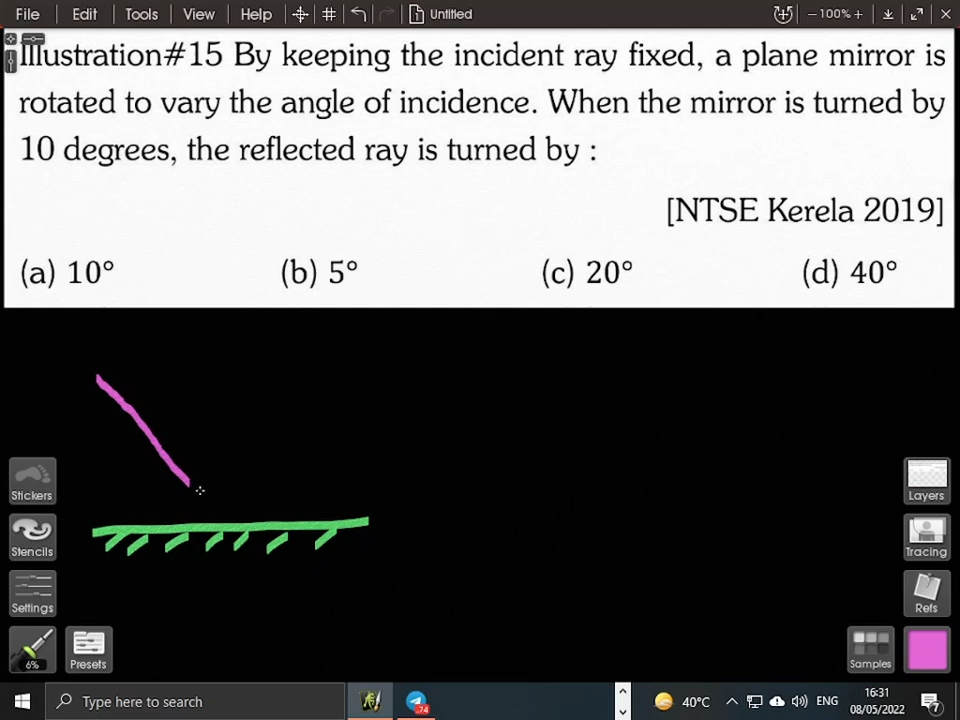 File Edit Tools View Help Untitled −100% +
Illustration#15 By keeping the incident ray fixed, a plane mirror is
rotated to vary the angle of incidence. When the mirror is turned by
10 degrees, the reflected ray is turned by :
[NTSE Kerela 2019]
(a) 10° (b) 5° (c) 20° (d) 40°
Stickers Layers
Stencils Tracing
Settings Refs
6% Presets Samples
Type here to search 74 40°C ENG 16:31
08/05/2022 7